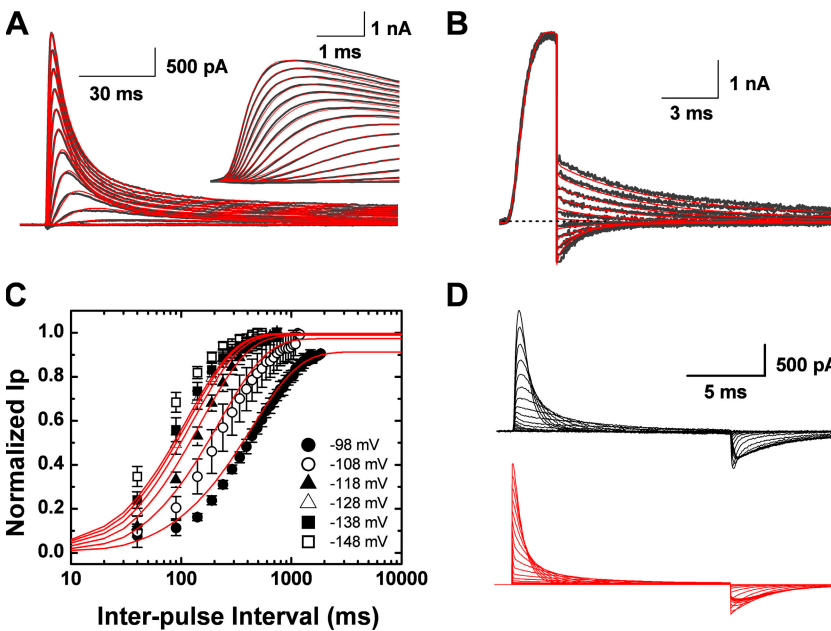 A
500 pA
30 ms
1 nA
1 ms
B
1 nA
3 ms
C
Normalized Ip
1.0
0.8
0.6
0.4
0.2
0.0
-98 mV
-108 mV
-118 mV
-128 mV
-138 mV
-148 mV
10
100
1000
10000
Inter-pulse Interval (ms)
D
500 pA
5 ms